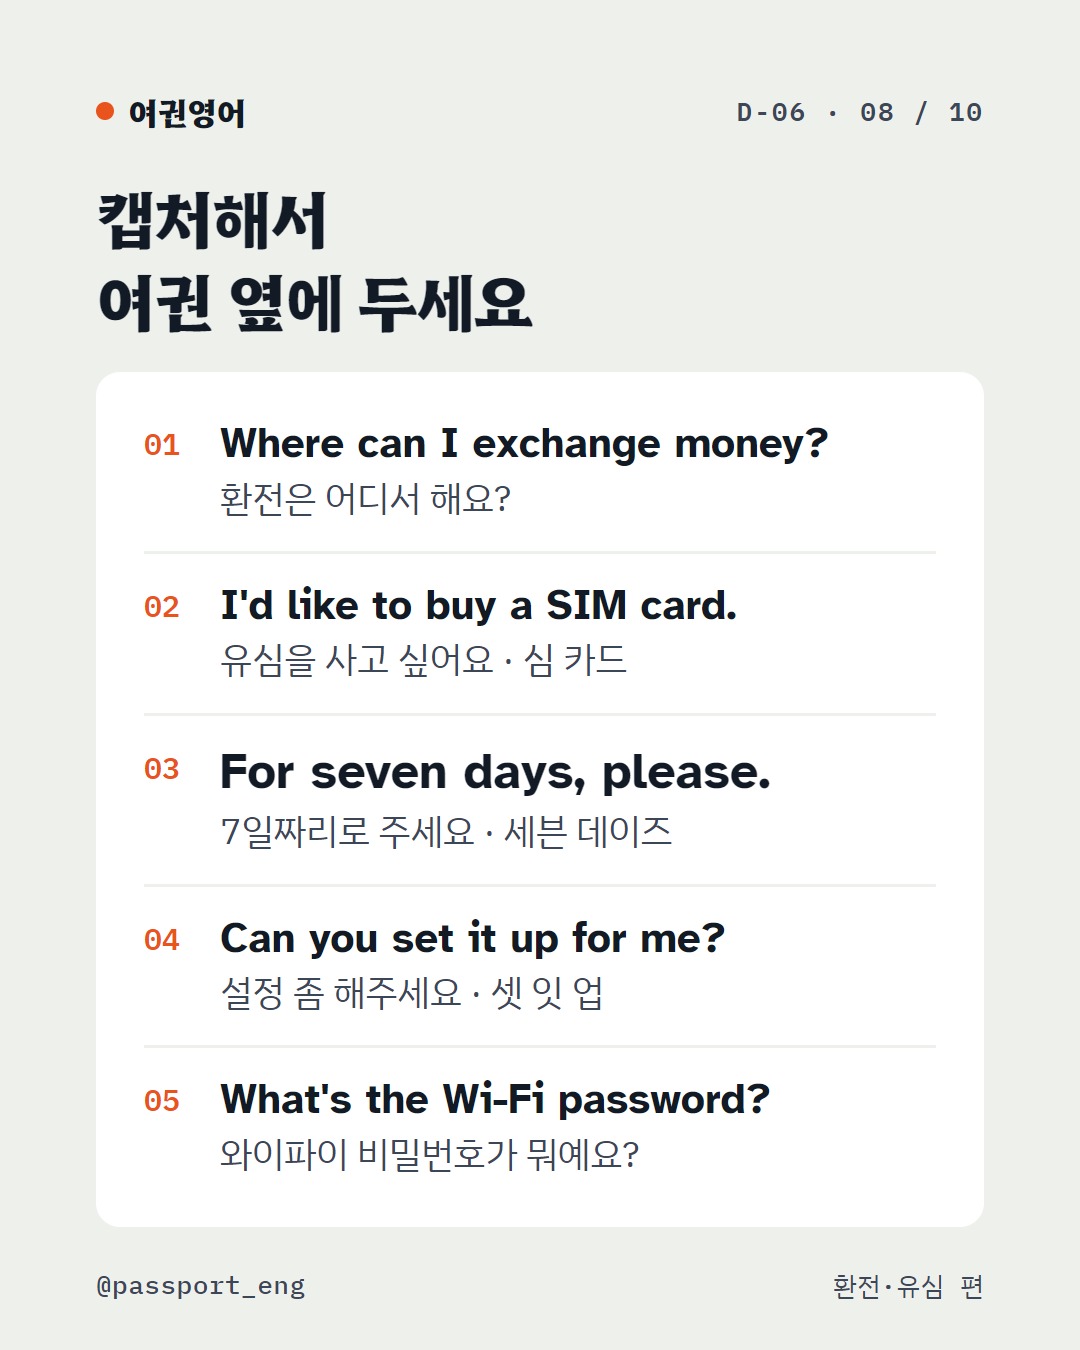 여권영어
D-06 · 08 / 10
캡처해서
여권 옆에 두세요
01 Where can I exchange money?
환전은 어디서 해요?
02 I'd like to buy a SIM card.
유심을 사고 싶어요 · 심 카드
03 For seven days, please.
7일짜리로 주세요 · 세븐 데이즈
04 Can you set it up for me?
설정 좀 해주세요 · 셋 잇 업
05 What's the Wi-Fi password?
와이파이 비밀번호가 뭐예요?
@passport_eng
환전·유심 편